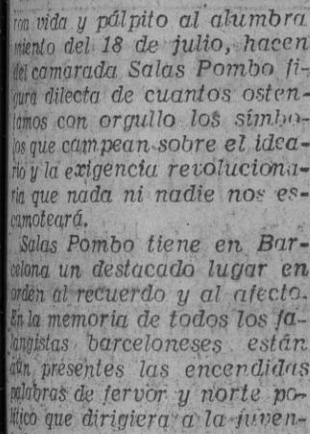 ron vida y pálpito al alumbra
miento del 18 de julio, hacen
del camarada Salas Pombo fi-
gura dilecta de cuantos osten-
tamos con orgullo los símbo-
los que campean sobre el idea-
rio y la exigencia revoluciona-
ria que nada ni nadie nos es-
camoteará.
Salas Pombo tiene en Bar-
celona un destacado lugar en
orden al recuerdo y al afecto.
En la memoria de todos los fa-
langistas barceloneses están
aún presentes las encendidas
palabras de fervor y norte po-
lítico que dirigiera a la juven-